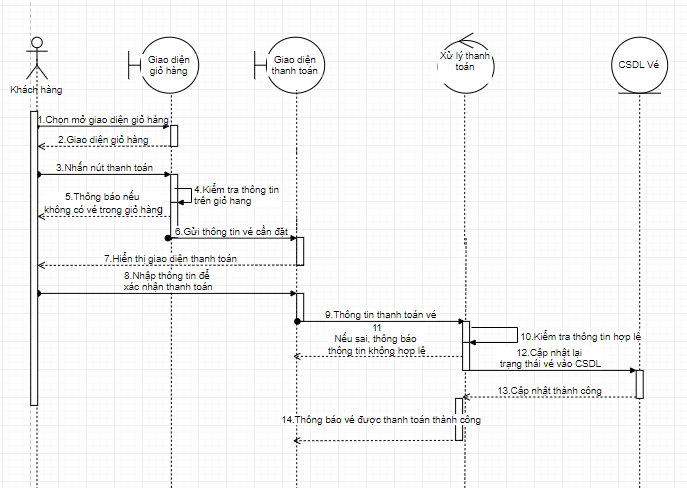 Khách hàng
Giao diện
giỏ hàng
Giao diện
thanh toán
Xử lý thanh
toán
CSDL Vé
1.Chọn mở giao diện giỏ hàng
2.Giao diện giỏ hàng
3.Nhấn nút thanh toán
4.Kiểm tra thông tin
trên giỏ hang
5.Thông báo nếu
không có vé trong giỏ hàng
6.Gửi thông tin vé cần đặt
7.Hiển thị giao diện thanh toán
8.Nhập thông tin để
xác nhận thanh toán
9.Thông tin thanh toán vé
10.Kiểm tra thông tin hợp lệ
11
Nếu sai, thông báo
thông tin không hợp lệ
12.Cập nhật lại
trạng thái vé vào CSDL
13.Cập nhật thành công
14.Thông báo vé được thanh toán thành công